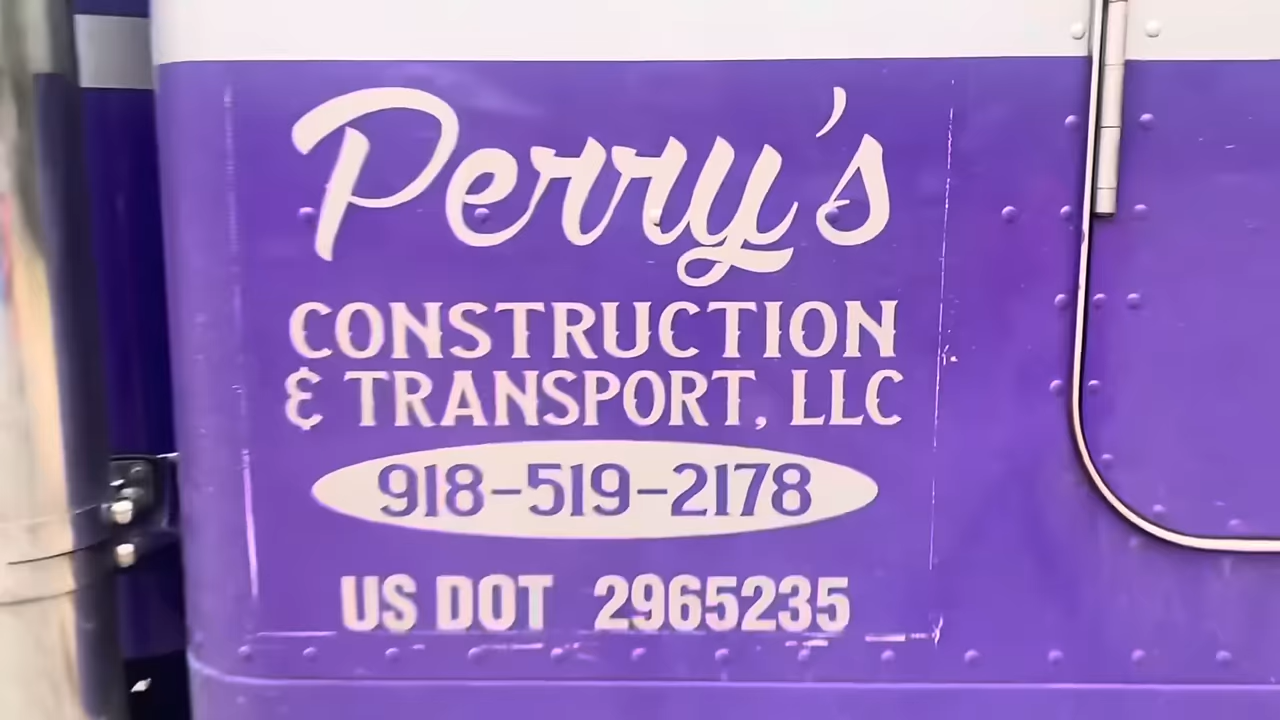 Perry's
CONSTRUCTION
& TRANSPORT, LLC
918-519-2178
US DOT 2965235